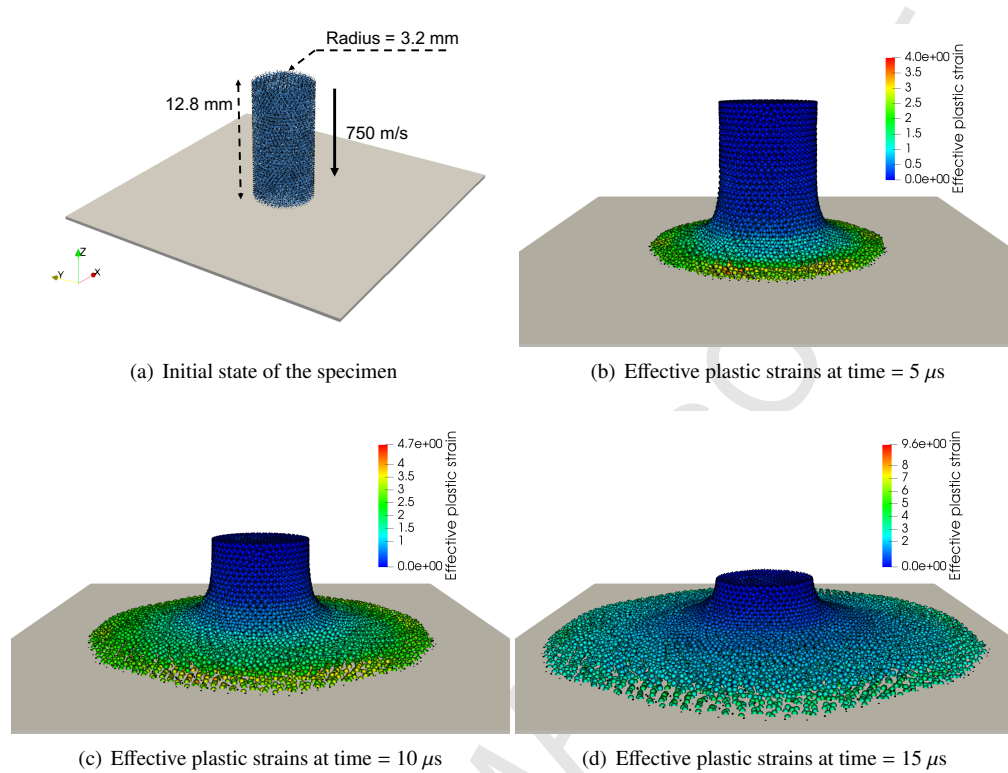 Radius = 3.2 mm
12.8 mm
750 m/s
Z
Y
X
(a) Initial state of the specimen
4.0e+00
3.5
3
2.5
2
1.5
1
0.5
0.0e+00
Effective plastic strain
(b) Effective plastic strains at time = 5 μs
4.7e+00
4
3.5
3
2.5
2
1.5
1
0.0e+00
Effective plastic strain
(c) Effective plastic strains at time = 10 μs
9.6e+00
8
7
6
5
4
3
2
0.0e+00
Effective plastic strain
(d) Effective plastic strains at time = 15 μs